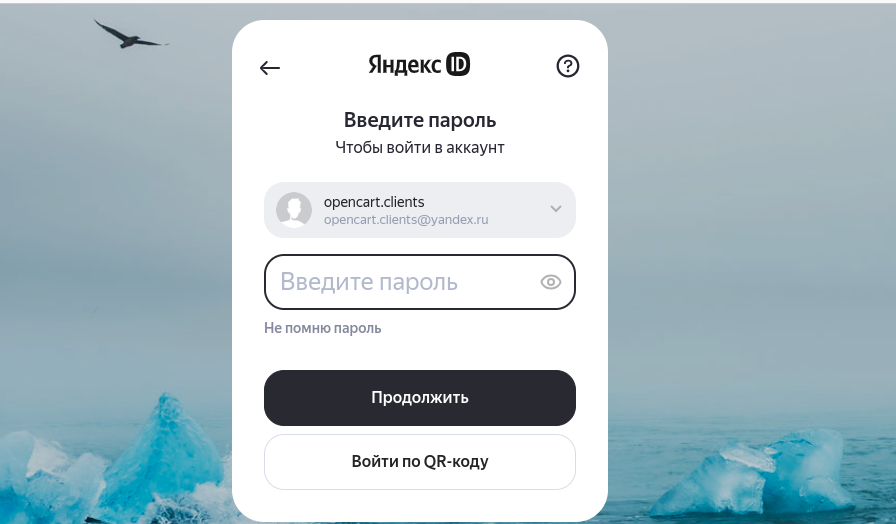 Яндекс ID
Введите пароль
Чтобы войти в аккаунт
opencart.clients
opencart.clients@yandex.ru
Введите пароль
Не помню пароль
Продолжить
Войти по QR-коду